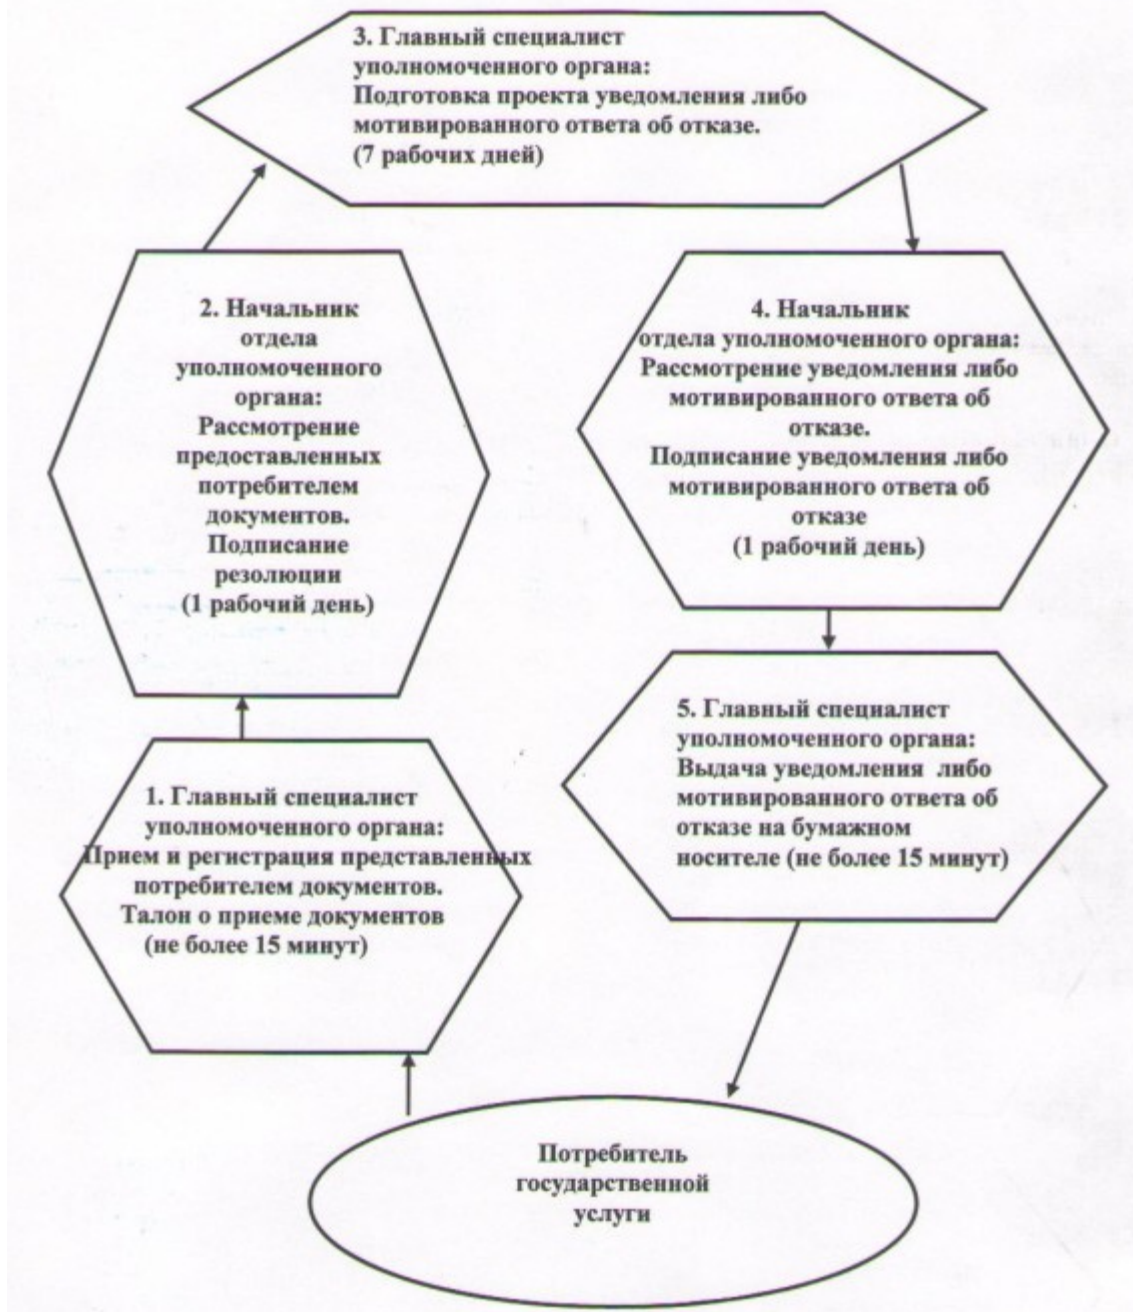 3. Главный специалист
уполномоченного органа:
Подготовка проекта уведомления либо
мотивированного ответа об отказе.
(7 рабочих дней)
2. Начальник
отдела
уполномоченного
органа:
Рассмотрение
предоставленных
потребителем
документов.
Подписание
резолюции
(1 рабочий день)
4. Начальник
отдела уполномоченного органа:
Рассмотрение уведомления либо
мотивированного ответа об
отказе.
Подписание уведомления либо
мотивированного ответа об
отказе
(1 рабочий день)
1. Главный специалист
уполномоченного органа:
Прием и регистрация представленных
потребителем документов.
Талон о приеме документов
(не более 15 минут)
5. Главный специалист
уполномоченного органа:
Выдача уведомления либо
мотивированного ответа об
отказе на бумажном
носителе (не более 15 минут)
Потребитель
государственной
услуги